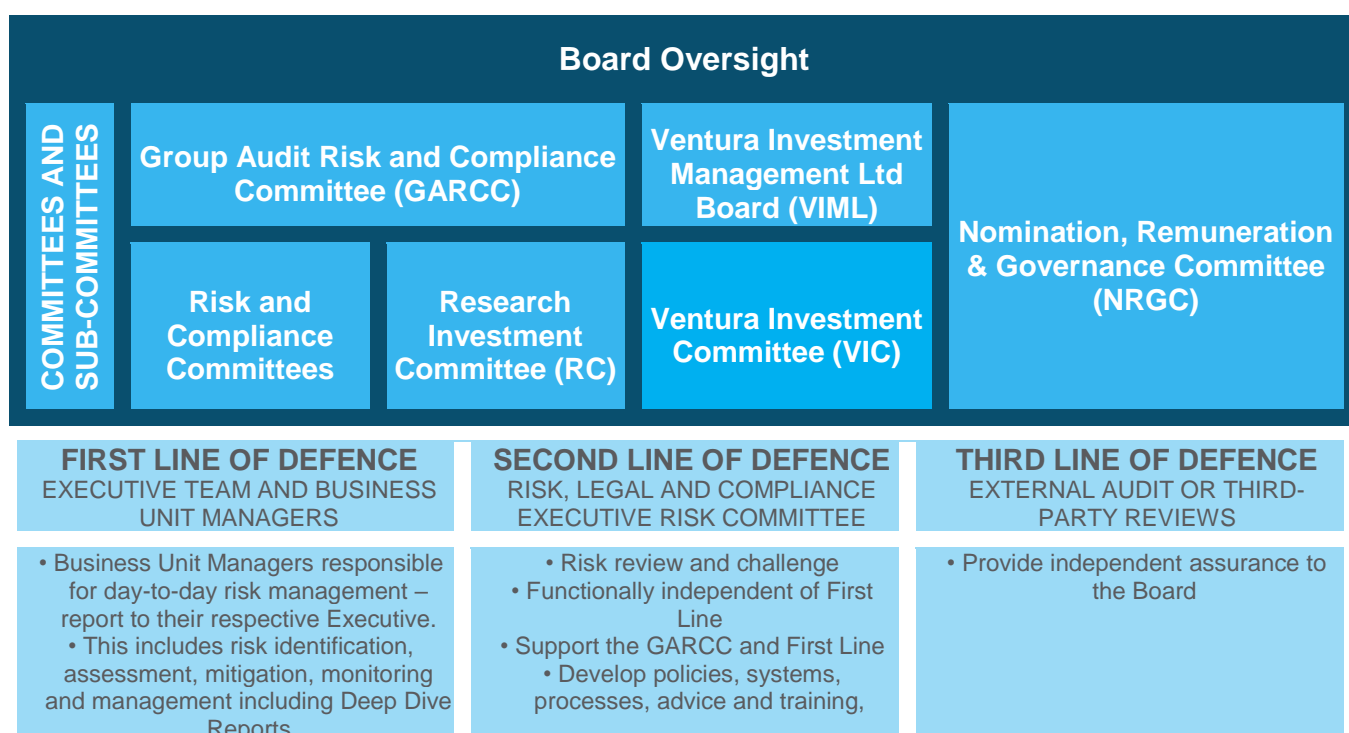 Board Oversight
COMMITTEES AND
SUB-COMMITTEES
Group Audit Risk and Compliance
Committee (GARCC)
Ventura Investment
Management Ltd
Board (VIML)
Nomination, Remuneration
& Governance Committee
(NRGC)
Risk and
Compliance
Committees
Research
Investment
Committee (RC)
Ventura Investment
Committee (VIC)
FIRST LINE OF DEFENCE
EXECUTIVE TEAM AND BUSINESS
UNIT MANAGERS
• Business Unit Managers responsible
for day-to-day risk management –
report to their respective Executive.
• This includes risk identification,
assessment, mitigation, monitoring
and management including Deep Dive
Reports
SECOND LINE OF DEFENCE
RISK, LEGAL AND COMPLIANCE
EXECUTIVE RISK COMMITTEE
• Risk review and challenge
• Functionally independent of First
Line
• Support the GARCC and First Line
• Develop policies, systems,
processes, advice and training,
THIRD LINE OF DEFENCE
EXTERNAL AUDIT OR THIRD-
PARTY REVIEWS
• Provide independent assurance to
the Board